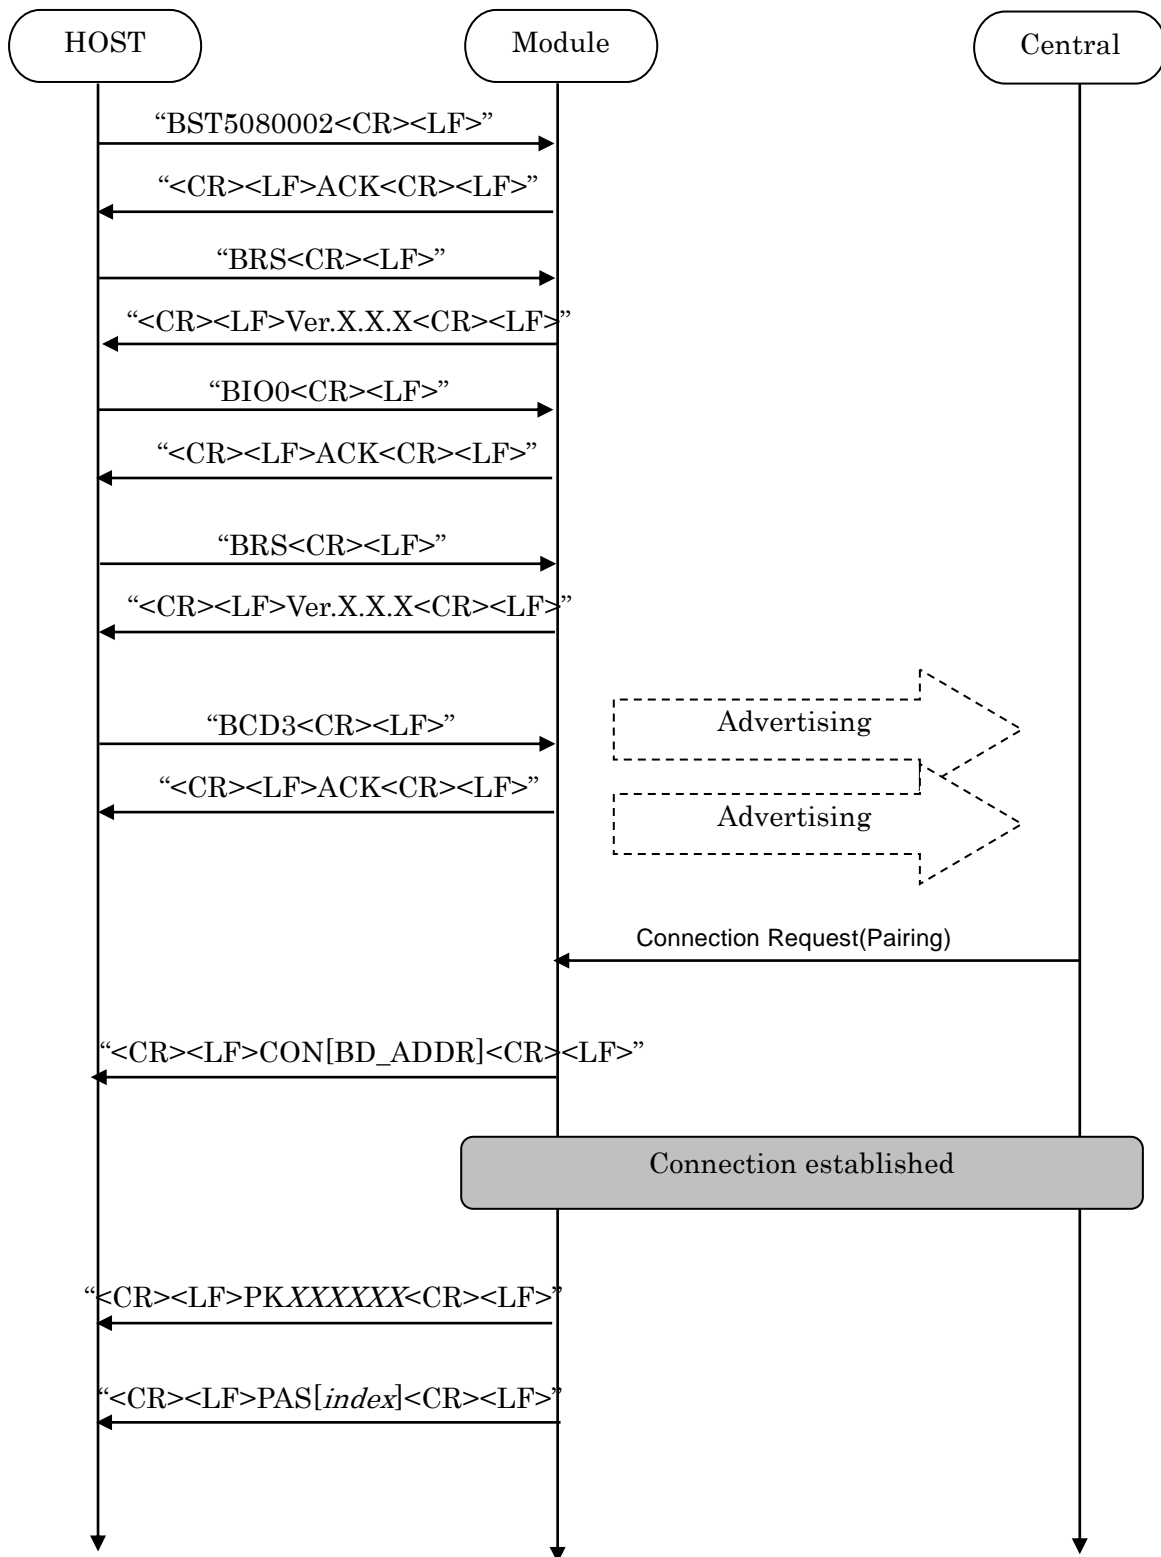 HOST
Module
Central
“BST5080002<CR><LF>”
“<CR><LF>ACK<CR><LF>”
“BRS<CR><LF>”
“<CR><LF>Ver.X.X.X<CR><LF>”
“BIO0<CR><LF>”
“<CR><LF>ACK<CR><LF>”
“BRS<CR><LF>”
“<CR><LF>Ver.X.X.X<CR><LF>”
“BCD3<CR><LF>”
Advertising
“<CR><LF>ACK<CR><LF>”
Advertising
Connection Request(Pairing)
“<CR><LF>CON[BD_ADDR]<CR><LF>”
Connection established
“<CR><LF>PKXXXXXX<CR><LF>”
“<CR><LF>PAS[index]<CR><LF>”